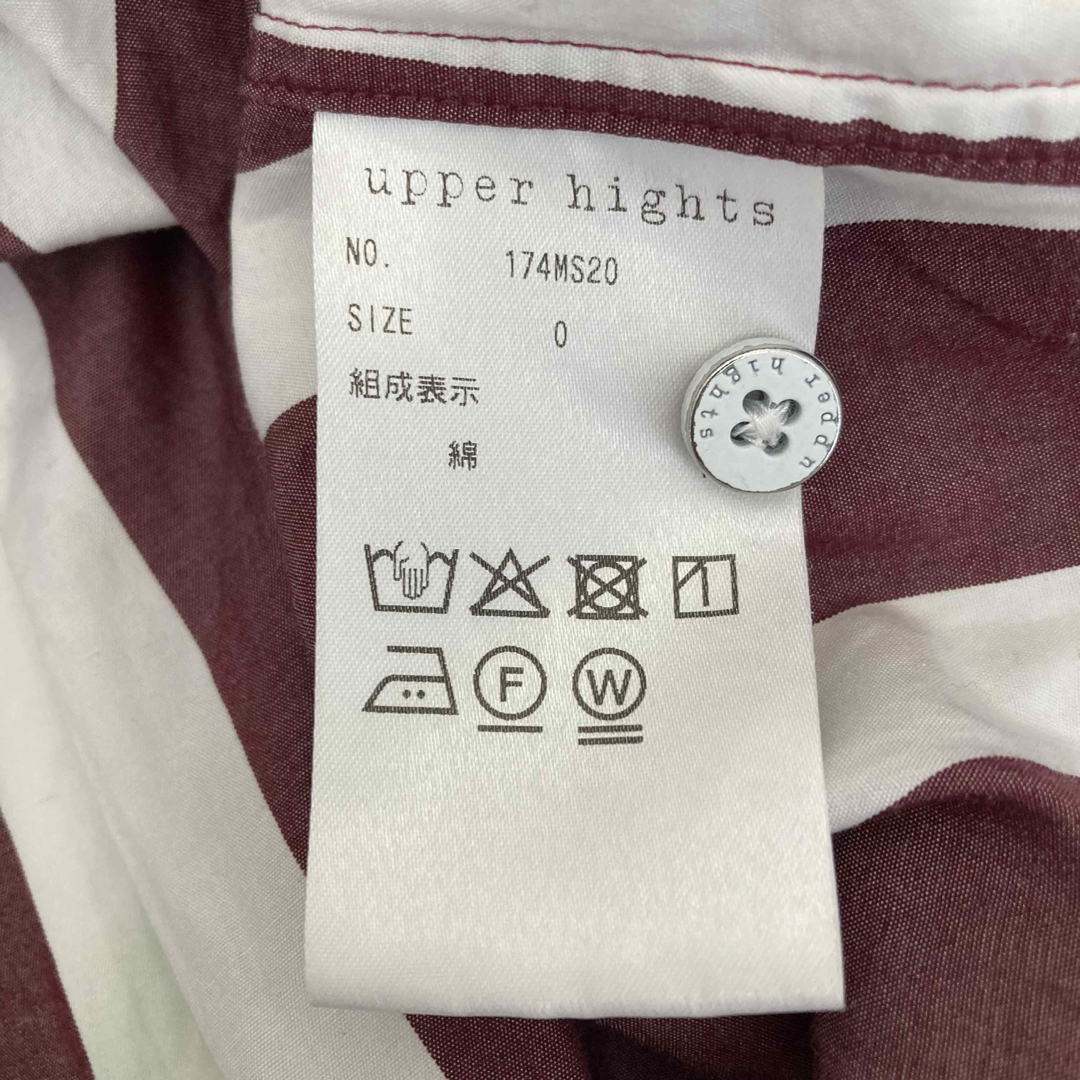 upper hights
NO. 174MS20
SIZE 0
組成表示
綿
F
W
upper hights